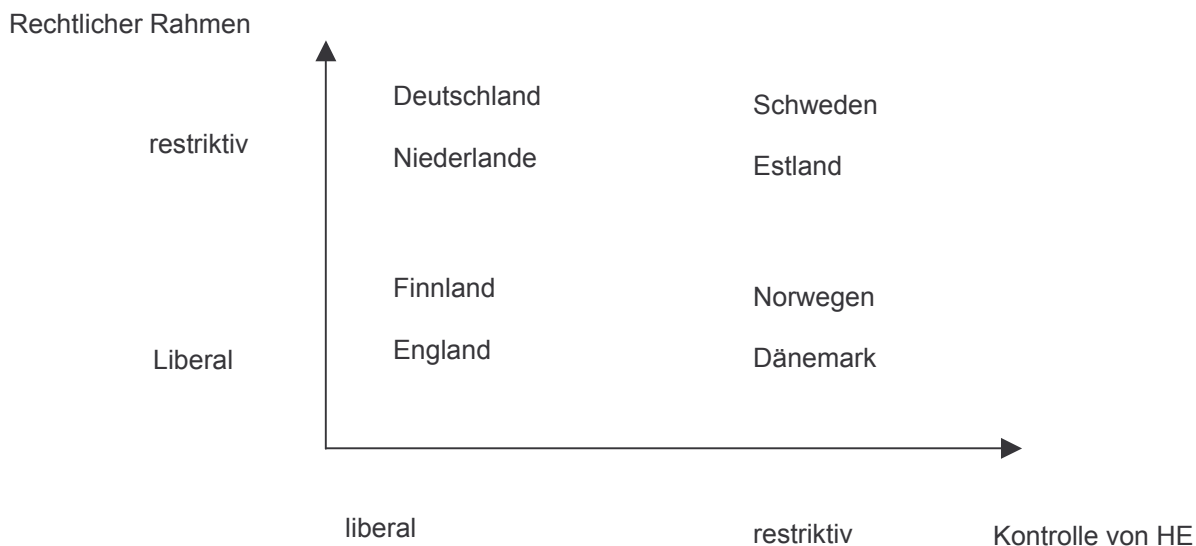 Rechtlicher Rahmen
Deutschland
Schweden
restriktiv
Niederlande
Estland
Finnland
Norwegen
England
Liberal
Dänemark
liberal
restriktiv
Kontrolle von HE